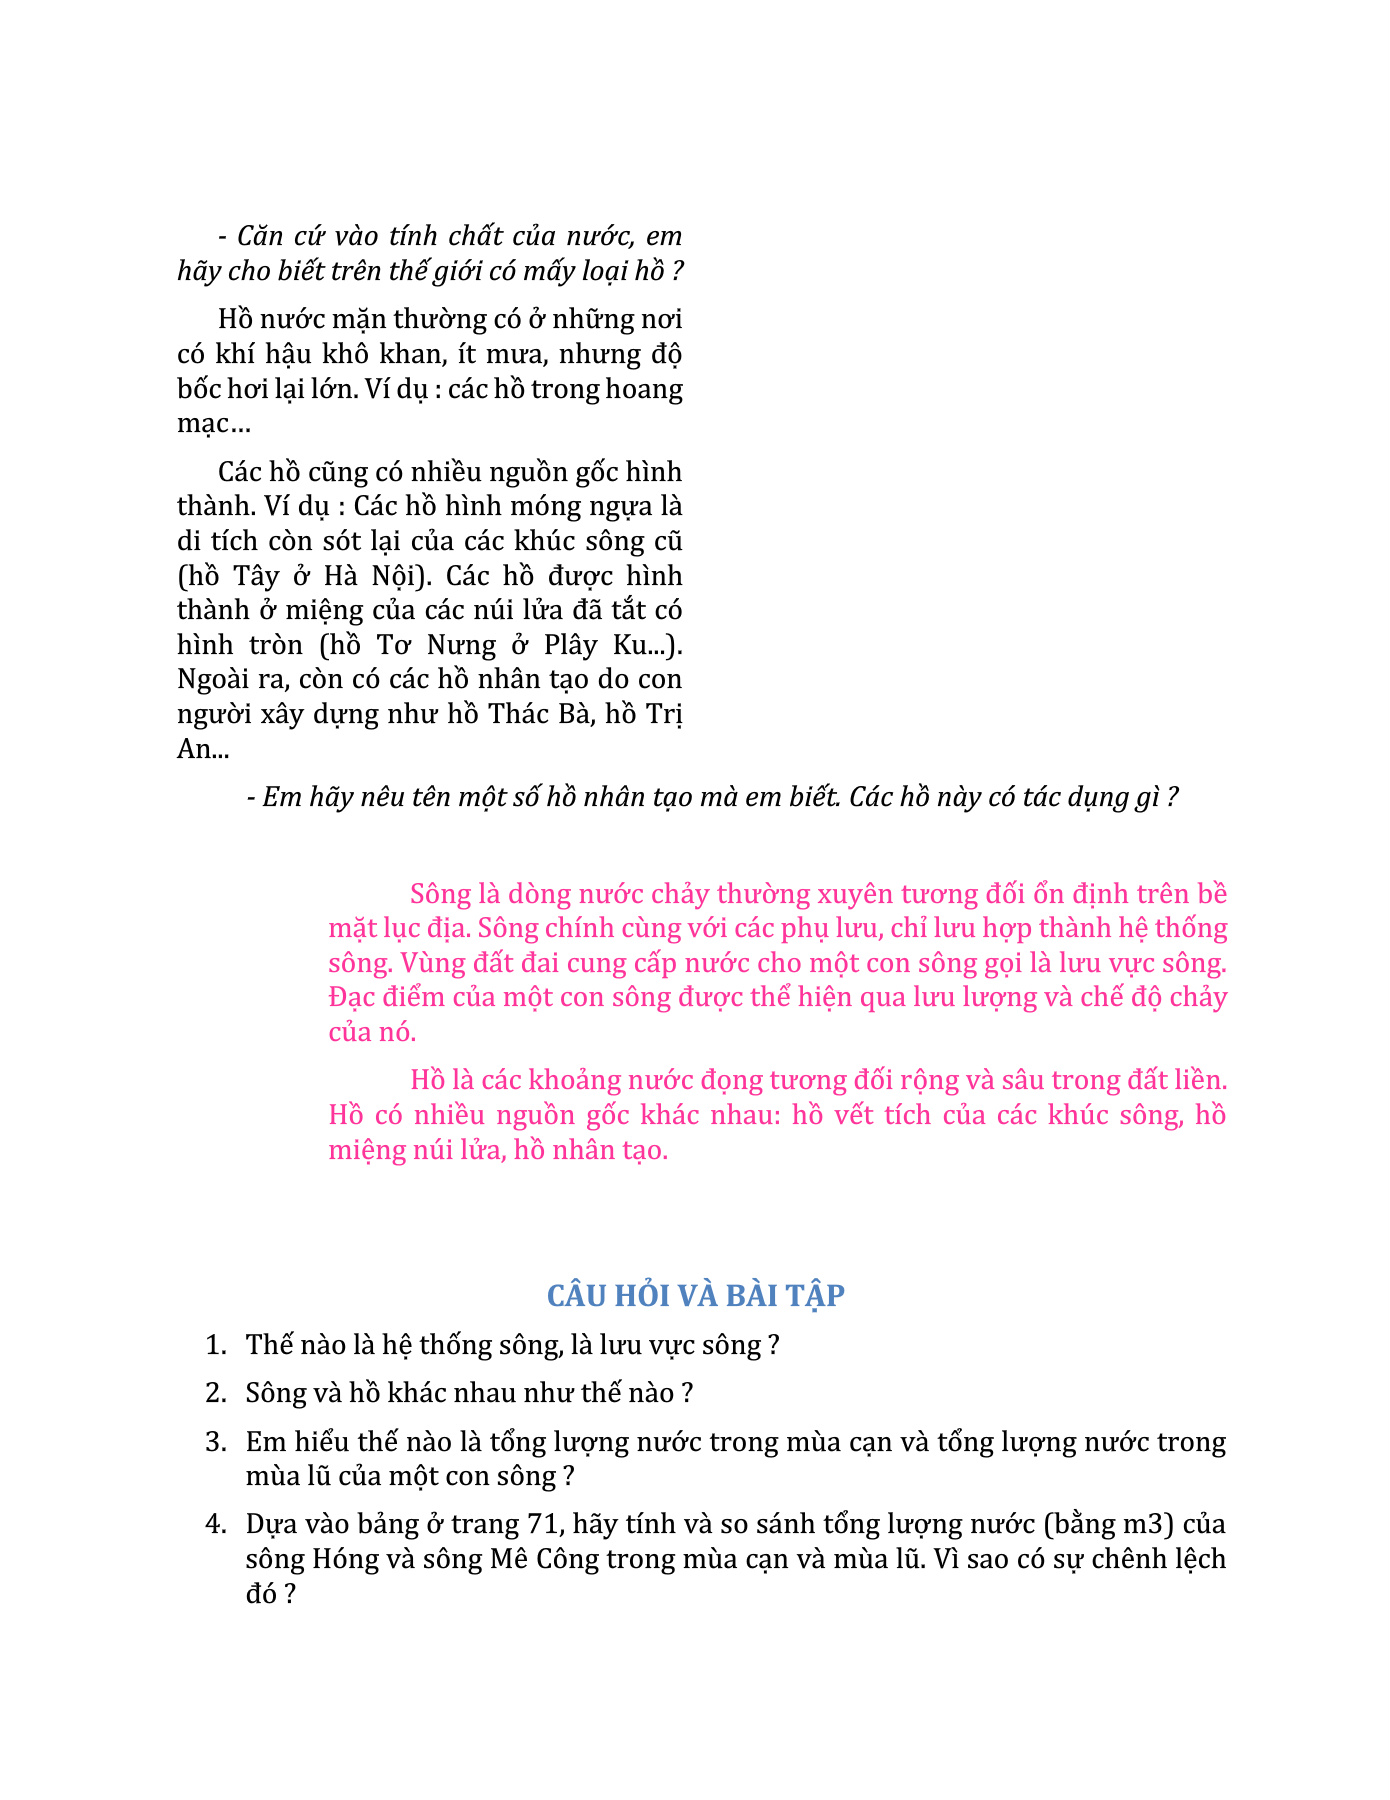 - Căn cứ vào tính chất của nước, em
hãy cho biết trên thế giới có mấy loại hồ ?
Hồ nước mặn thường có ở những nơi
có khí hậu khô khan, ít mưa, nhưng độ
bốc hơi lại lớn. Ví dụ : các hồ trong hoang
mạc…
Các hồ cũng có nhiều nguồn gốc hình
thành. Ví dụ : Các hồ hình móng ngựa là
di tích còn sót lại của các khúc sông cũ
(hồ Tây ở Hà Nội). Các hồ được hình
thành ở miệng của các núi lửa đã tắt có
hình tròn (hồ Tơ Nưng ở Plây Ku...).
Ngoài ra, còn có các hồ nhân tạo do con
người xây dựng như hồ Thác Bà, hồ Trị
An...
- Em hãy nêu tên một số hồ nhân tạo mà em biết. Các hồ này có tác dụng gì ?
Sông là dòng nước chảy thường xuyên tương đối ổn định trên bề
mặt lục địa. Sông chính cùng với các phụ lưu, chỉ lưu hợp thành hệ thống
sông. Vùng đất đai cung cấp nước cho một con sông gọi là lưu vực sông.
Đạc điểm của một con sông được thể hiện qua lưu lượng và chế độ chảy
của nó.
Hồ là các khoảng nước đọng tương đối rộng và sâu trong đất liền.
Hồ có nhiều nguồn gốc khác nhau: hồ vết tích của các khúc sông, hồ
miệng núi lửa, hồ nhân tạo.
CÂU HỎI VÀ BÀI TẬP
1. Thế nào là hệ thống sông, là lưu vực sông ?
2. Sông và hồ khác nhau như thế nào ?
3. Em hiểu thế nào là tổng lượng nước trong mùa cạn và tổng lượng nước trong
mùa lũ của một con sông ?
4. Dựa vào bảng ở trang 71, hãy tính và so sánh tổng lượng nước (bằng m3) của
sông Hóng và sông Mê Công trong mùa cạn và mùa lũ. Vì sao có sự chênh lệch
đó ?